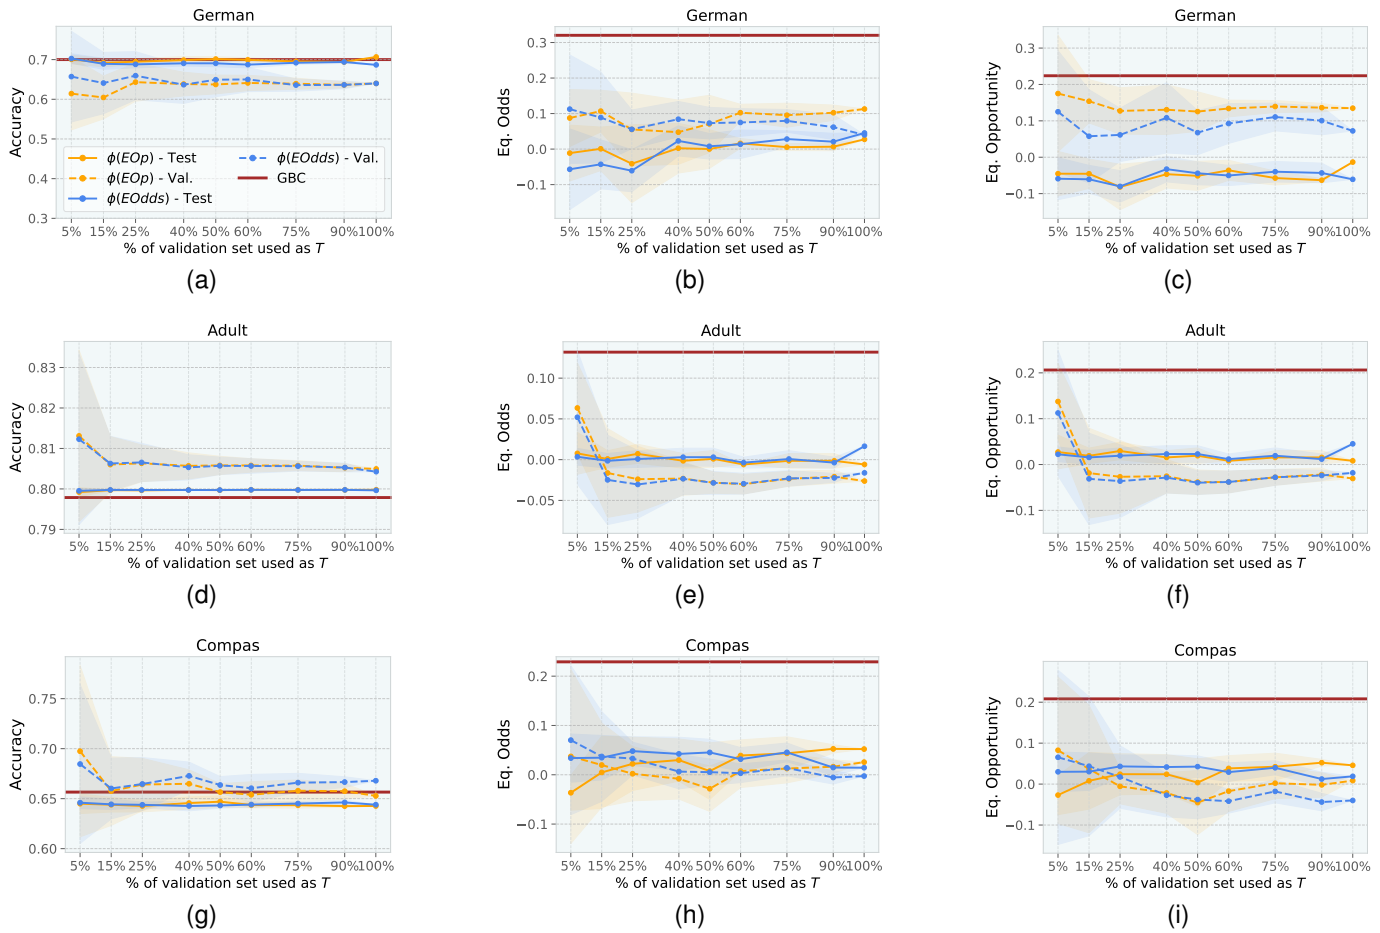 German
Accuracy
0.7
0.6
0.5
0.4
0.3
ϕ(EOp) - Test
ϕ(EOp) - Val.
ϕ(EOdds) - Test
ϕ(EOdds) - Val.
GBC
5% 15% 25% 40% 50% 60% 75% 90% 100%
% of validation set used as T
(a)
German
Eq. Odds
0.3
0.2
0.1
0.0
−0.1
5% 15% 25% 40% 50% 60% 75% 90% 100%
% of validation set used as T
(b)
German
Eq. Opportunity
0.3
0.2
0.1
0.0
−0.1
5% 15% 25% 40% 50% 60% 75% 90% 100%
% of validation set used as T
(c)
Adult
Accuracy
0.83
0.82
0.81
0.80
0.79
5% 15% 25% 40% 50% 60% 75% 90% 100%
% of validation set used as T
(d)
Adult
Eq. Odds
0.10
0.05
0.00
−0.05
5% 15% 25% 40% 50% 60% 75% 90% 100%
% of validation set used as T
(e)
Adult
Eq. Opportunity
0.2
0.1
0.0
−0.1
5% 15% 25% 40% 50% 60% 75% 90% 100%
% of validation set used as T
(f)
Compas
Accuracy
0.75
0.70
0.65
0.60
5% 15% 25% 40% 50% 60% 75% 90% 100%
% of validation set used as T
(g)
Compas
Eq. Odds
0.2
0.1
0.0
−0.1
5% 15% 25% 40% 50% 60% 75% 90% 100%
% of validation set used as T
(h)
Compas
Eq. Opportunity
0.2
0.1
0.0
−0.1
5% 15% 25% 40% 50% 60% 75% 90% 100%
% of validation set used as T
(i)